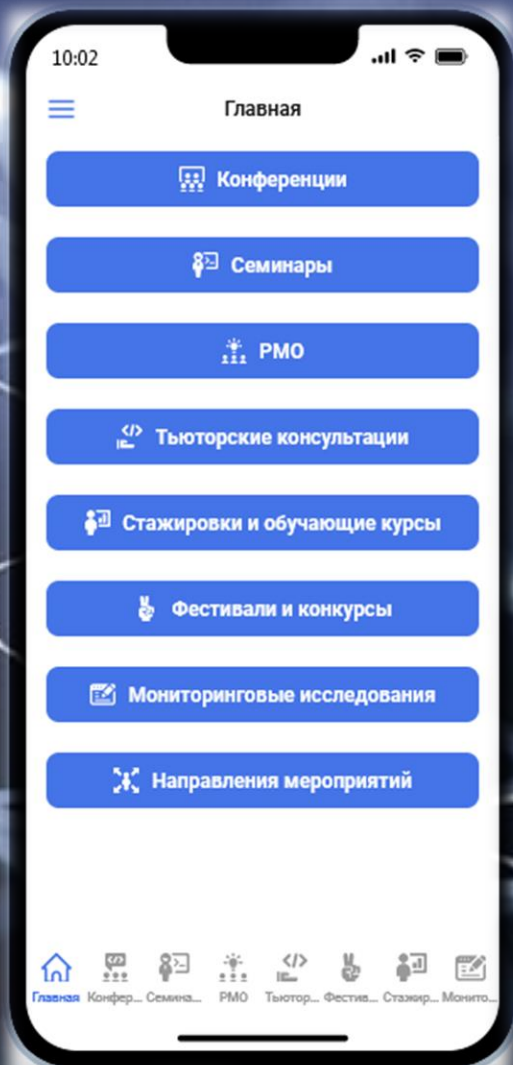 10:02
Главная
Конференции
Семинары
РМО
Тьюторские консультации
Стажировки и обучающие курсы
Фестивали и конкурсы
Мониторинговые исследования
Направления мероприятий
Главная Конфер... Семина... РМО Тьютор... Фестив... Стажир... Монито...